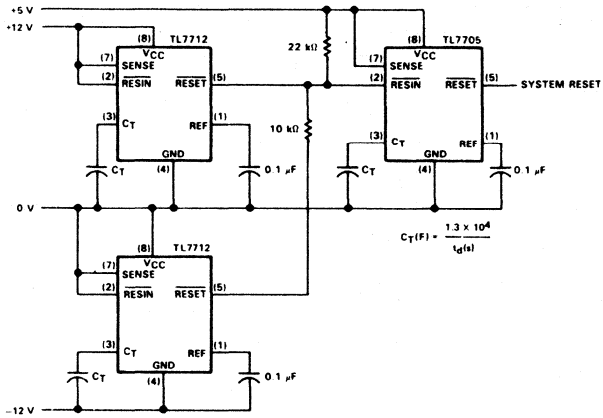 +5 V
+12 V
(8) TL7712
VCC
(7) SENSE
(2) RESIN RESET (5)
(3) CT REF (1)
GND
(4)
CT
0.1 µF
22 kΩ
10 kΩ
(8) TL7705
VCC
(7) SENSE
(2) RESIN RESET (5) SYSTEM RESET
(3) CT REF (1)
GND
(4)
CT
0.1 µF
0 V
CT(F) = 1.3 × 10⁴ / td(s)
(8) TL7712
VCC
(7) SENSE
(2) RESIN RESET (5)
(3) CT REF (1)
GND
(4)
CT
0.1 µF
−12 V